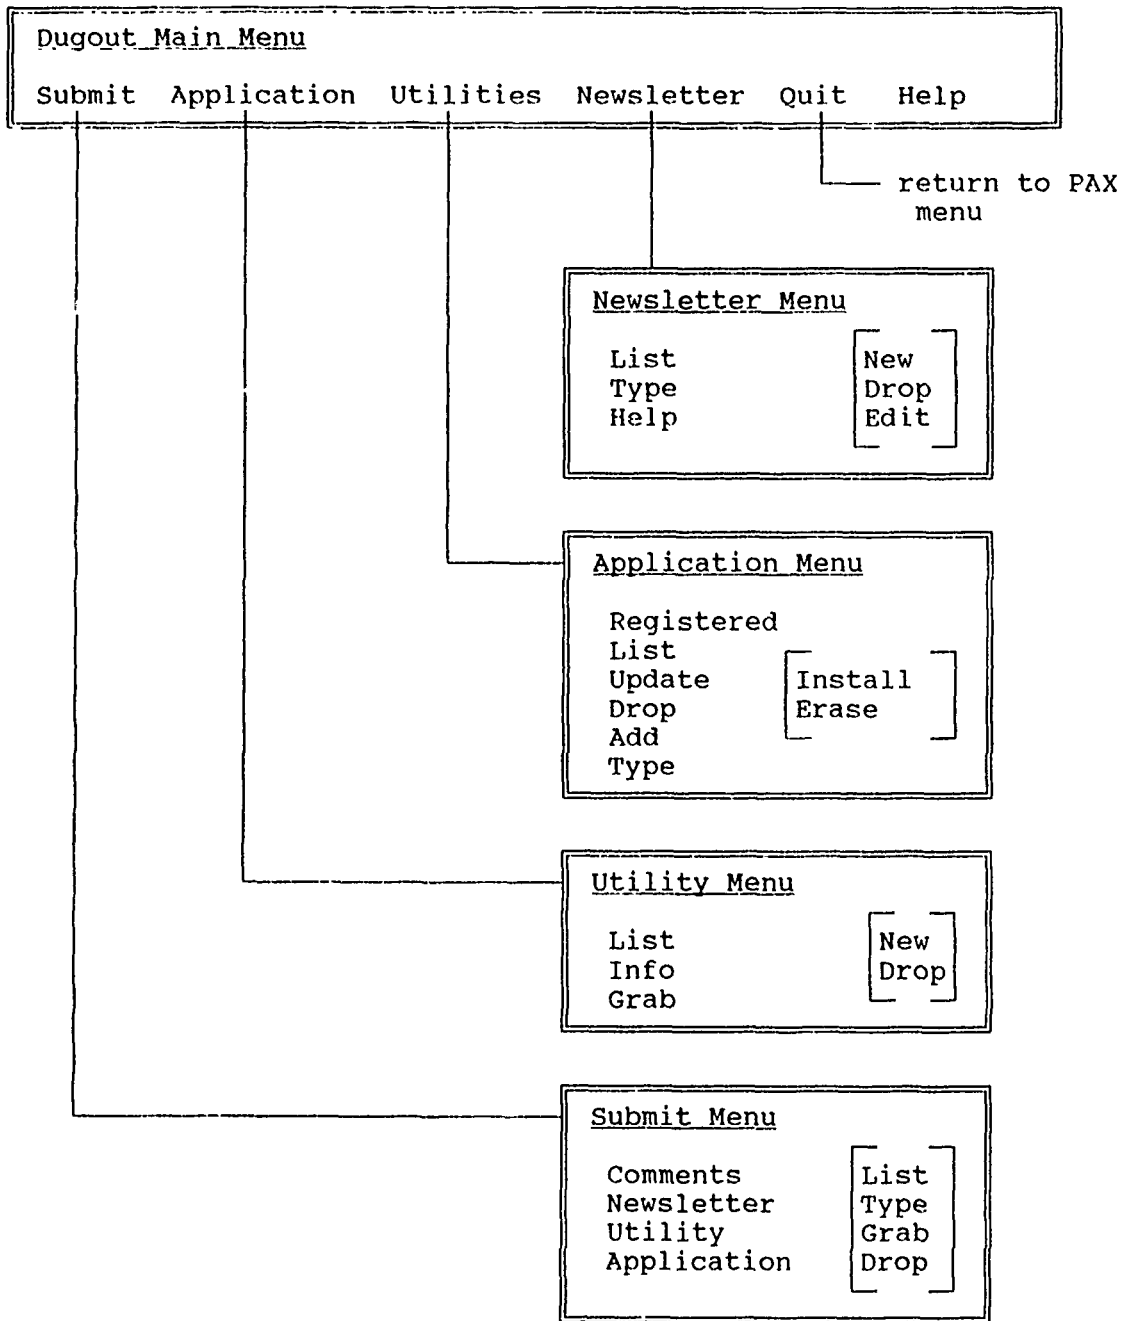 Dugout Main Menu
Submit Application Utilities Newsletter Quit Help
return to PAX
menu
Newsletter Menu
List New
Type Drop
Help Edit
Application Menu
Registered
List
Update Install
Drop Erase
Add
Type
Utility Menu
List New
Info Drop
Grab
Submit Menu
Comments List
Newsletter Type
Utility Grab
Application Drop